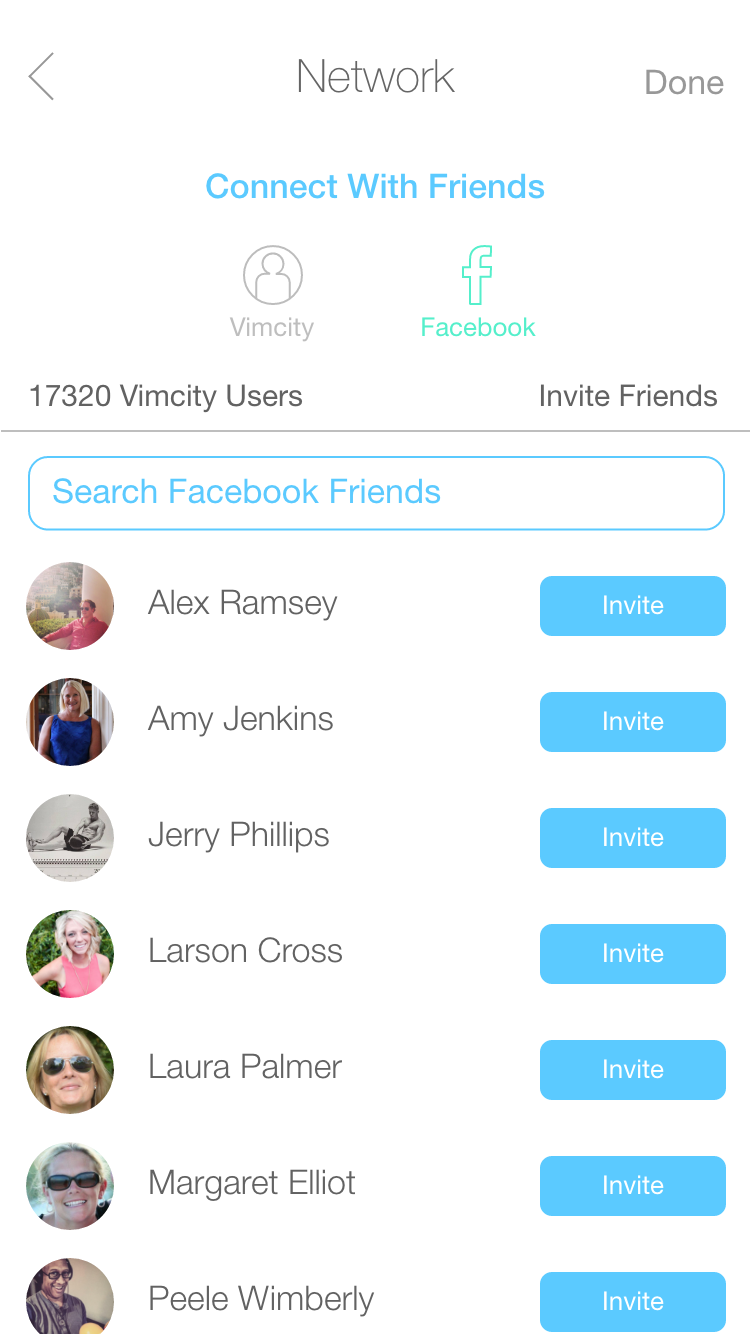 Network
Done
Connect With Friends
Vimcity
Facebook
17320 Vimcity Users
Invite Friends
Search Facebook Friends
Alex Ramsey
Invite
Amy Jenkins
Invite
Jerry Phillips
Invite
Larson Cross
Invite
Laura Palmer
Invite
Margaret Elliot
Invite
Peele Wimberly
Invite